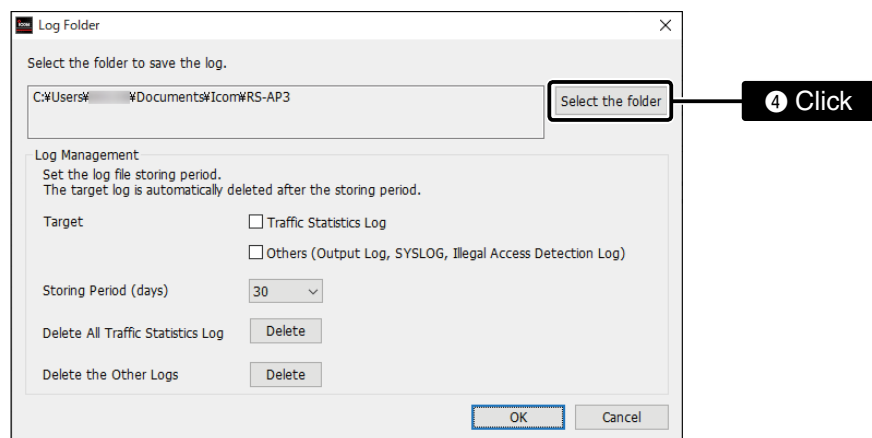 Log Folder
Select the folder to save the log.
C:¥Users¥ ¥Documents¥Icom¥RS-AP3
Select the folder
❹ Click
Log Management
Set the log file storing period.
The target log is automatically deleted after the storing period.
Target
Traffic Statistics Log
Others (Output Log, SYSLOG, Illegal Access Detection Log)
Storing Period (days)
30
Delete All Traffic Statistics Log
Delete
Delete the Other Logs
Delete
OK
Cancel